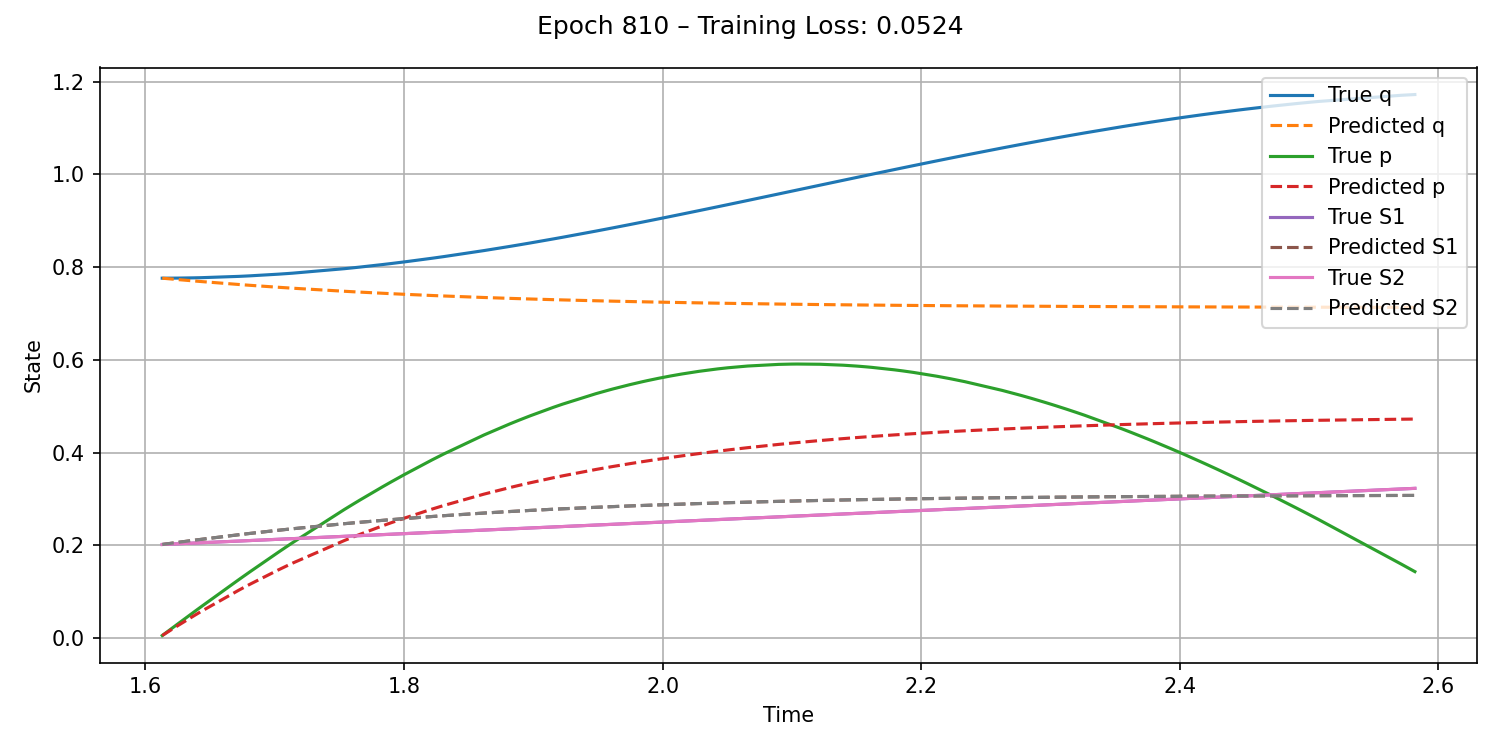 Epoch 810 – Training Loss: 0.0524
1.2
1.0
0.8
0.6
0.4
0.2
0.0
State
True q
Predicted q
True p
Predicted p
True S1
Predicted S1
True S2
Predicted S2
1.6
1.8
2.0
2.2
2.4
2.6
Time